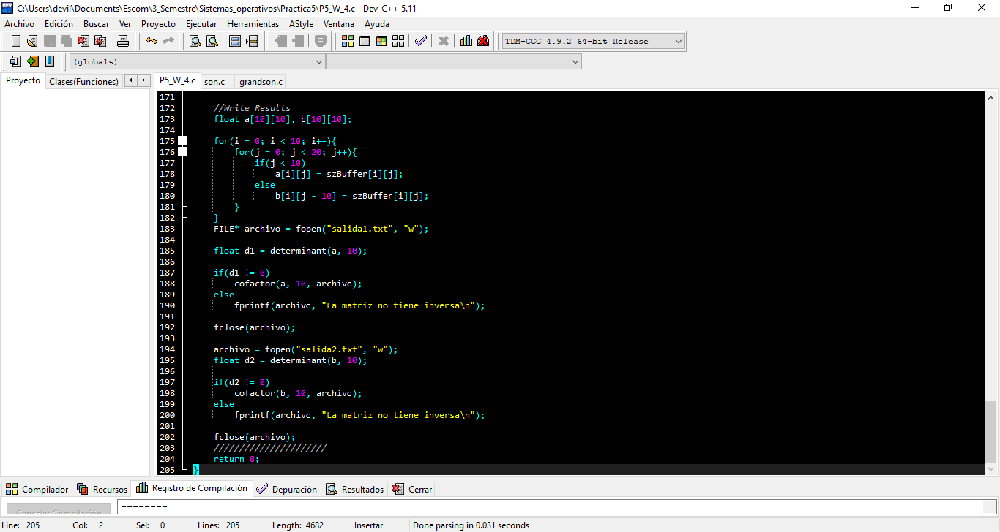 C:\Users\devil\Documents\Escom\3_Semestre\Sistemas_operativos\Practica5\P5_W_4.c - Dev-C++ 5.11
Archivo Edición Buscar Ver Proyecto Ejecutar Herramientas AStyle Ventana Ayuda
TDM-GCC 4.9.2 64-bit Release
(globals)
Proyecto Clases(Funciones) P5_W_4.c son.c grandson.c
171
172 //Write Results
173 float a[10][10], b[10][10];
174
175 for(i = 0; i < 10; i++){
176 for(j = 0; j < 20; j++){
177 if(j < 10)
178 a[i][j] = szBuffer[i][j];
179 else
180 b[i][j - 10] = szBuffer[i][j];
181 }
182 }
183 FILE* archivo = fopen("salida1.txt", "w");
184
185 float d1 = determinant(a, 10);
186
187 if(d1 != 0)
188 cofactor(a, 10, archivo);
189 else
190 fprintf(archivo, "La matriz no tiene inversa\n");
191
192 fclose(archivo);
193
194 archivo = fopen("salida2.txt", "w");
195 float d2 = determinant(b, 10);
196
197 if(d2 != 0)
198 cofactor(b, 10, archivo);
199 else
200 fprintf(archivo, "La matriz no tiene inversa\n");
201
202 fclose(archivo);
203 //////////////////////
204 return 0;
205 }
Compilador Recursos Registro de Compilación Depuración Resultados Cerrar
Cancelar Compilación --------
Line: 205 Col: 2 Sel: 0 Lines: 205 Length: 4682 Insertar Done parsing in 0.031 seconds